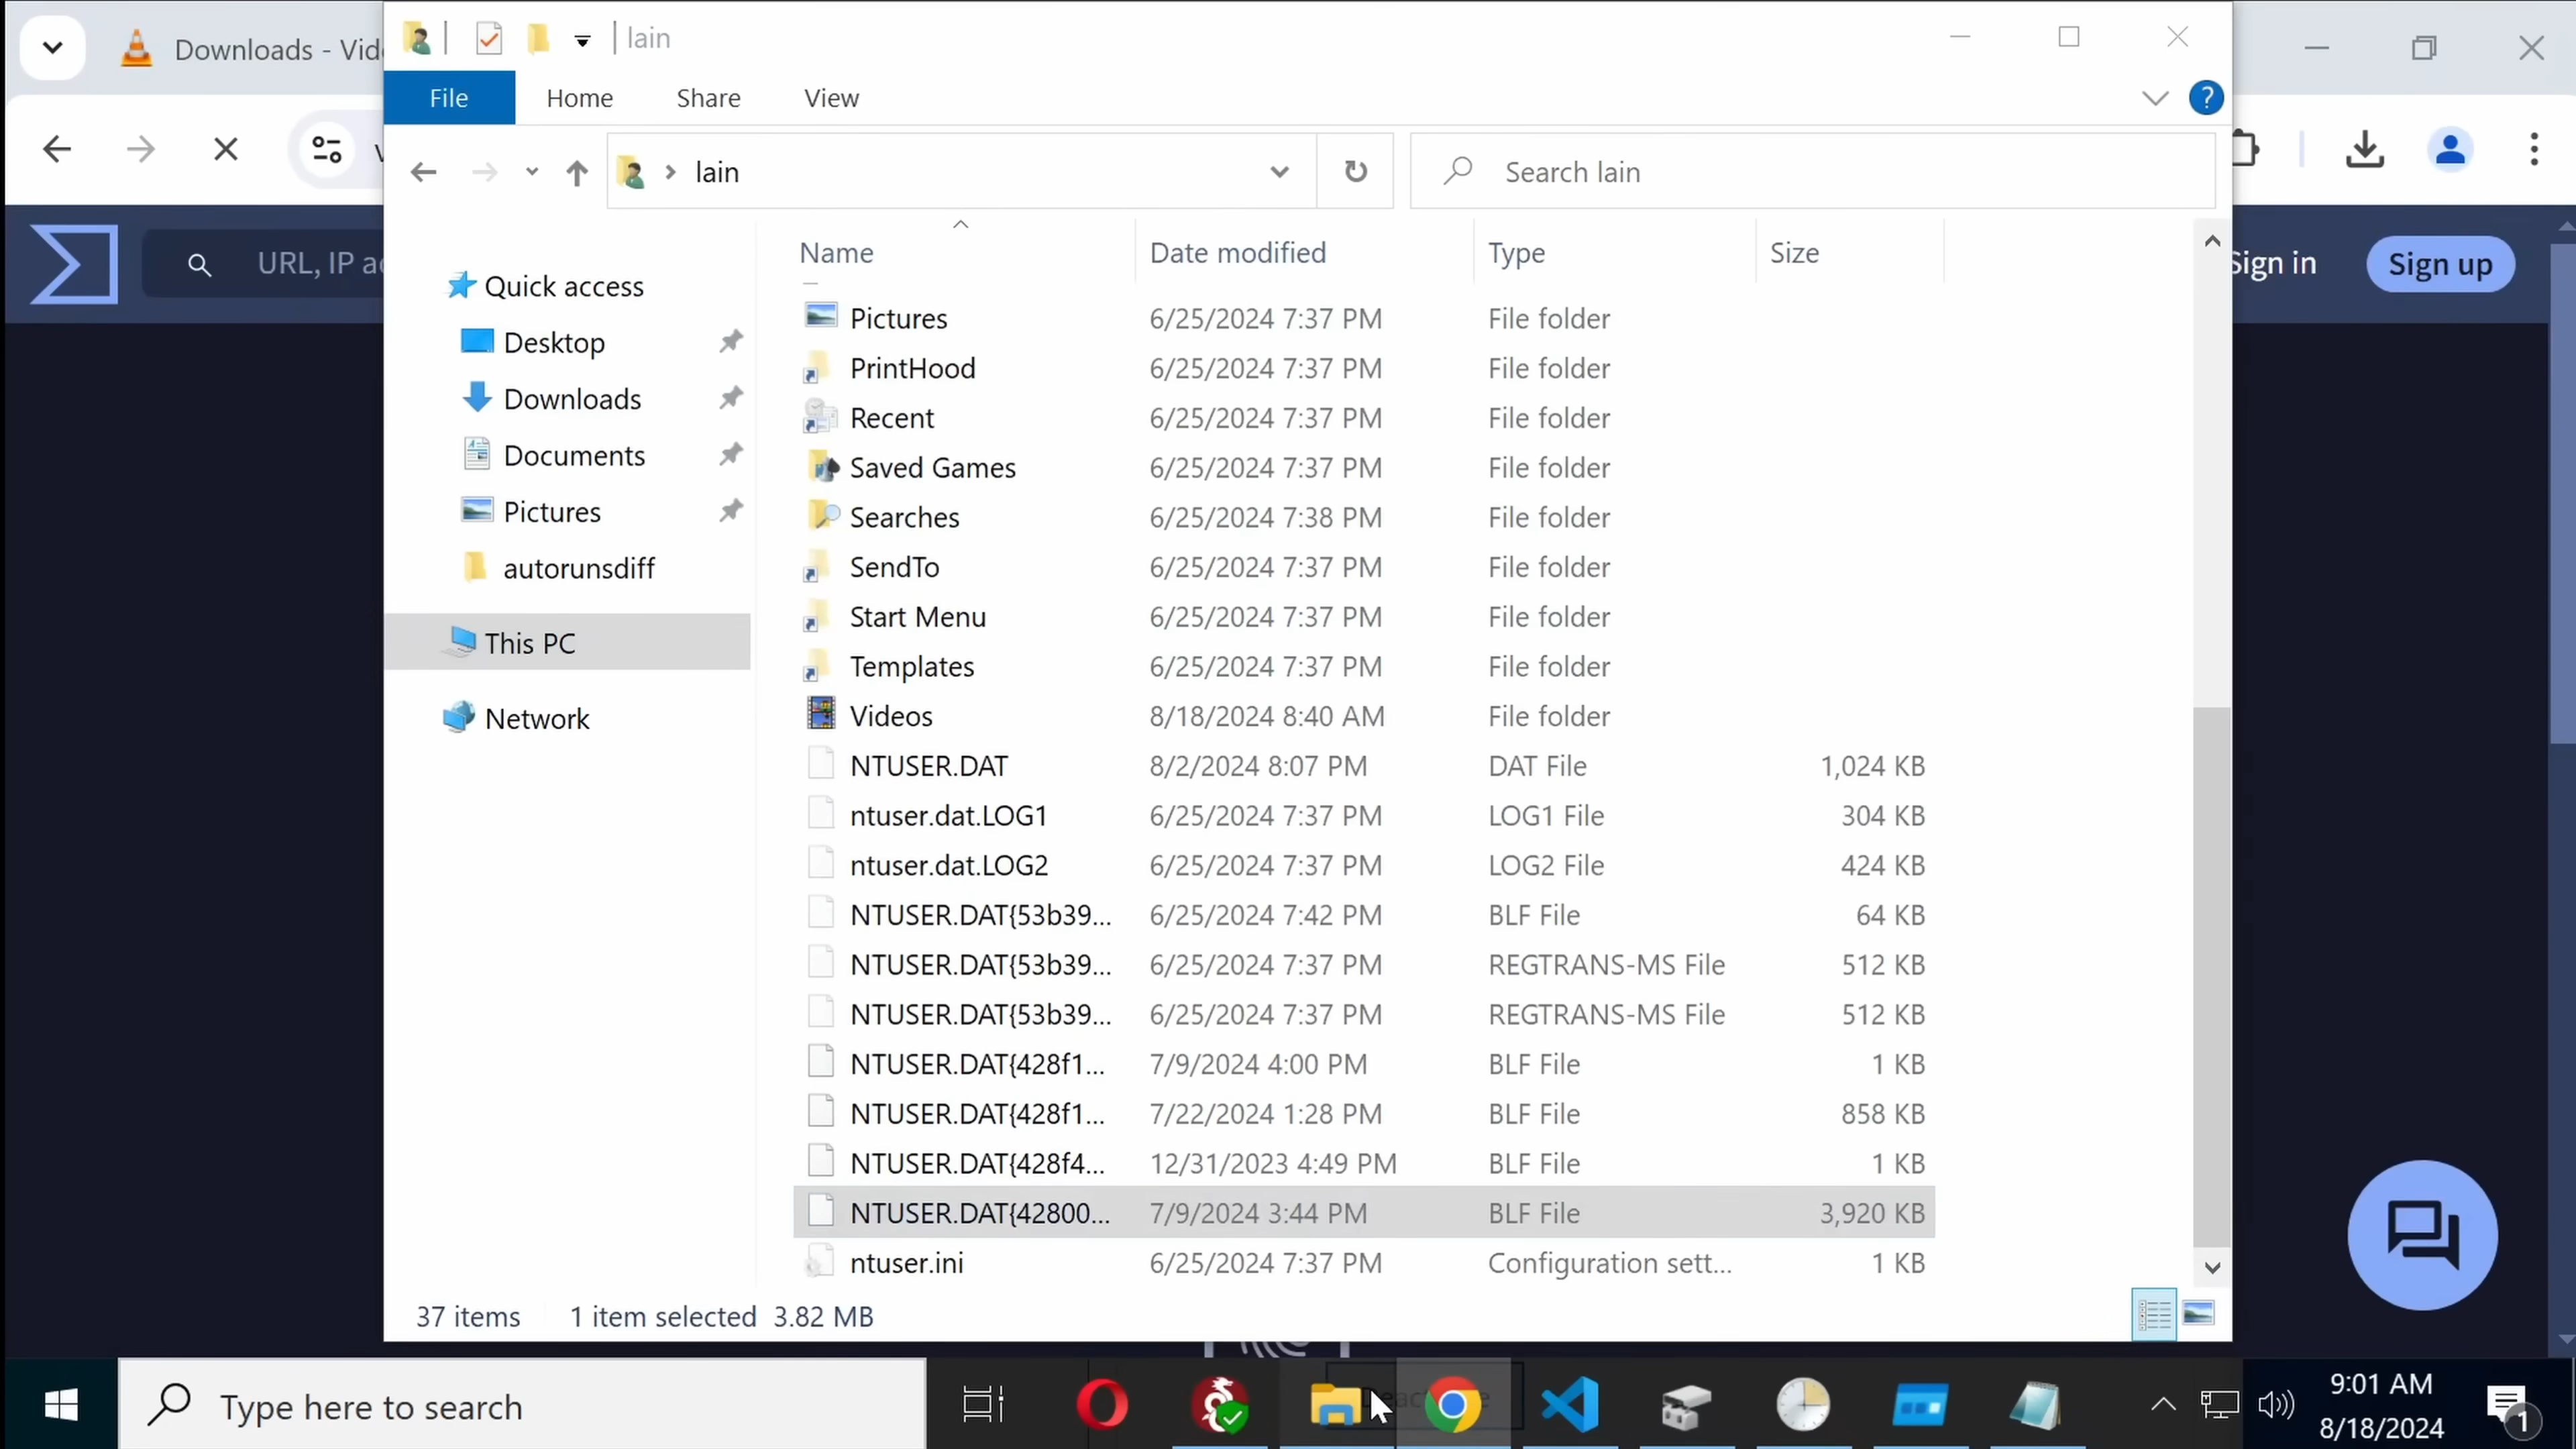 Downloads - Vid
lain
File Home Share View
lain
Search lain
URL, IP a
Sign in
Sign up
Name Date modified Type Size
Quick access
Desktop
Downloads
Documents
Pictures
autorunsdiff
This PC
Network
Pictures 6/25/2024 7:37 PM File folder
PrintHood 6/25/2024 7:37 PM File folder
Recent 6/25/2024 7:37 PM File folder
Saved Games 6/25/2024 7:37 PM File folder
Searches 6/25/2024 7:38 PM File folder
SendTo 6/25/2024 7:37 PM File folder
Start Menu 6/25/2024 7:37 PM File folder
Templates 6/25/2024 7:37 PM File folder
Videos 8/18/2024 8:40 AM File folder
NTUSER.DAT 8/2/2024 8:07 PM DAT File 1,024 KB
ntuser.dat.LOG1 6/25/2024 7:37 PM LOG1 File 304 KB
ntuser.dat.LOG2 6/25/2024 7:37 PM LOG2 File 424 KB
NTUSER.DAT{53b39... 6/25/2024 7:42 PM BLF File 64 KB
NTUSER.DAT{53b39... 6/25/2024 7:37 PM REGTRANS-MS File 512 KB
NTUSER.DAT{53b39... 6/25/2024 7:37 PM REGTRANS-MS File 512 KB
NTUSER.DAT{428f1... 7/9/2024 4:00 PM BLF File 1 KB
NTUSER.DAT{428f1... 7/22/2024 1:28 PM BLF File 858 KB
NTUSER.DAT{428f4... 12/31/2023 4:49 PM BLF File 1 KB
NTUSER.DAT{42800... 7/9/2024 3:44 PM BLF File 3,920 KB
ntuser.ini 6/25/2024 7:37 PM Configuration sett... 1 KB
37 items 1 item selected 3.82 MB
Type here to search
9:01 AM
8/18/2024
1